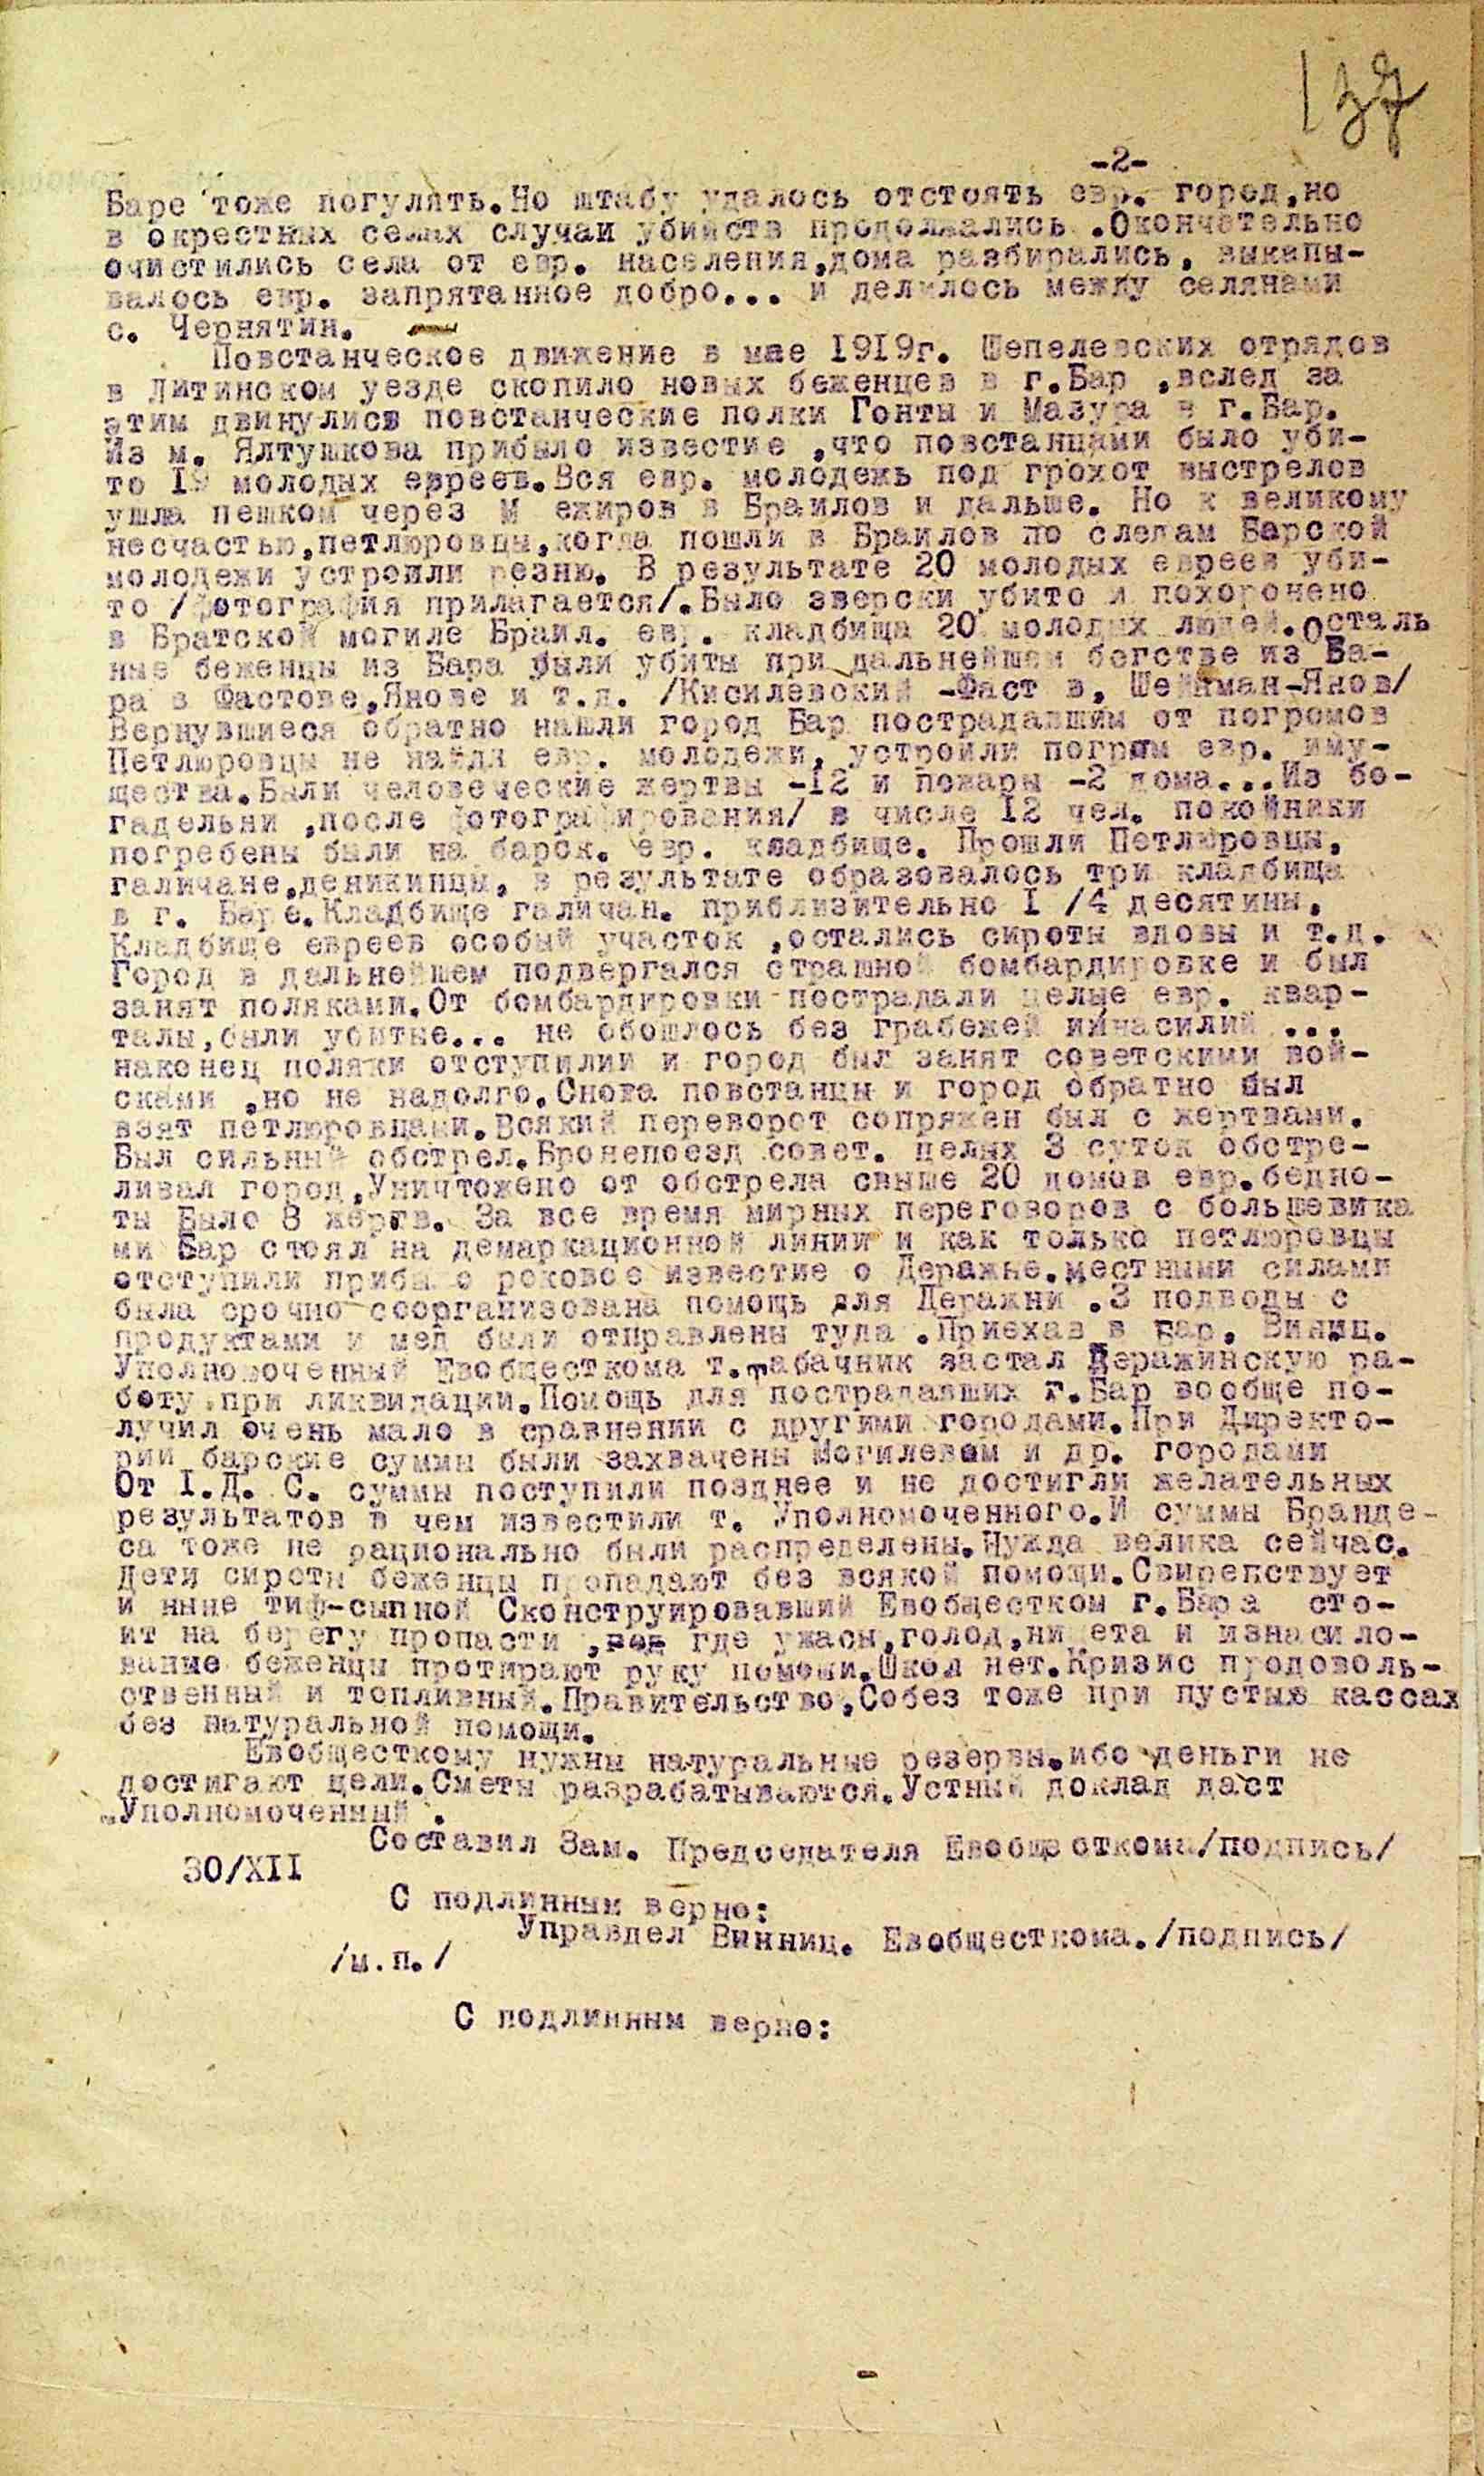 137
-2-
Баре тоже погулять.Но штабу удалось отстоять евр. город,но
в окрестных селах случаи убийств продолжались .Окончательно
очистились села от евр. населения,дома разбирались, выкапы-
валось евр. запрятанное добро... и делилось между селянами
с. Чернятин.
Повстанческое движение в мае 1919г. Шепелевских отрядов
в Литинском уезде скопило новых беженцев в г.Бар ,вслед за
этим двинулись повстанческие полки Гонты и Мазура в г.Бар.
Из м. Ялтушкова прибыло известие ,что повстанцами было уби-
то 19 молодых евреев.Вся евр. молодежь под грохот выстрелов
ушла пешком через М ежиров в Браилов и дальше. Но к великому
несчастью,петлюровцы,когда пошли в Браилов по следам Барской
молодежи устроили резню. В результате 20 молодых евреев уби-
то /фотография прилагается/.Было зверски убито и похоронено
в Братской могиле Браил. евр. кладбища 20 молодых людей.осталь
ные беженцы из Бара были убиты при дальнейшем бегстве из Ба-
ра в Фастове,Янове и т.д. /Кисилевский -Фаст в, Шейнман-Янов/
Вернувшиеся обратно нашли город Бар пострадавшим от погромов
Петлюровцы не найдя евр. молодежи, устроили погром евр. иму-
щества.Были человеческие жертвы -12 и пожары -2 дома...Из бо-
гадельни ,после фотографирования/ в числе 12 чел. покойники
погребены были на барск. евр. кладбище. Прошли Петлюровцы,
галичане,деникинцы, в результате образовалось три кладбища
в г. Баре.Кладбище галичан. приблизительно 1 /4 десятины,
Кладбище евреев особый участок ,остались сироты вдовы и т.д.
Город в дальнейшем подвергался страшной бомбардировке и был
занят поляками.От бомбардировки пострадали целые евр. квар-
талы,были убитые... не обошлось без грабежей ий насилий ...
наконец поляки отступилии и город был занят советскими вой-
сками ,но не надолго.Снова повстанцы и город обратно был
взят петлюровцами.Всякий переворот сопряжен был с жертвами.
Был сильный обстрел.Бронепоезд совет. целых 3 суток обстре-
ливал город.Уничтожено от обстрела свыше 20 домов евр.бедно-
ты Было 8 жертв. За все время мирных переговоров с большевика
ми Бар стоял на демаркационной линии и как только петлюровцы
отступили прибы о роковое известие о Деражне.местными силами
была срочно сорганизована помощь для Деражни .3 подводы с
продуктами и мед были отправлены туда .Приехав в Бар, Винниц.
Уполномоченный Евобщесткома т.табачник застал Деражинскую ра-
боту при ликвидации.Помощь для пострадавших г.Бар вообще по-
лучил очень мало в сравнении с другими городами.При Директо-
рии барские суммы были захвачены Могилевом и др. городами
От I.Д. С. суммы поступили позднее и не достигли желательных
результатов в чем известили т. Уполномоченного.И суммы Бранде-
са тоже не рационально были распределены.Нужда велика сейчас.
Дети сироты беженцы пропадают без всякой помощи.Свирепствует
и ныне тиф-сыпной Сконструировавший Евобщестком г.Бара сто-
ит на берегу пропасти , где ужасы,голод,ни ета и изнасило-
ваные беженцы протирают руку помощи.Школ нет.Кризис продоволь-
ственный и топливный.Правительство,Собез тоже при пустых кассах
без натуральной помощи.
Евобщесткому нужны натуральные резервы.ибо деньги не
достигают цели.Сметы разрабатываются.Устный доклад даст
Уполномоченный .
Составил Зам. Председателя Евобщесткома/подпись/
30/XII
С подлинным верно:
Управдел Винниц. Евобщесткома./подпись/
/м.п./
С подлинным верно: